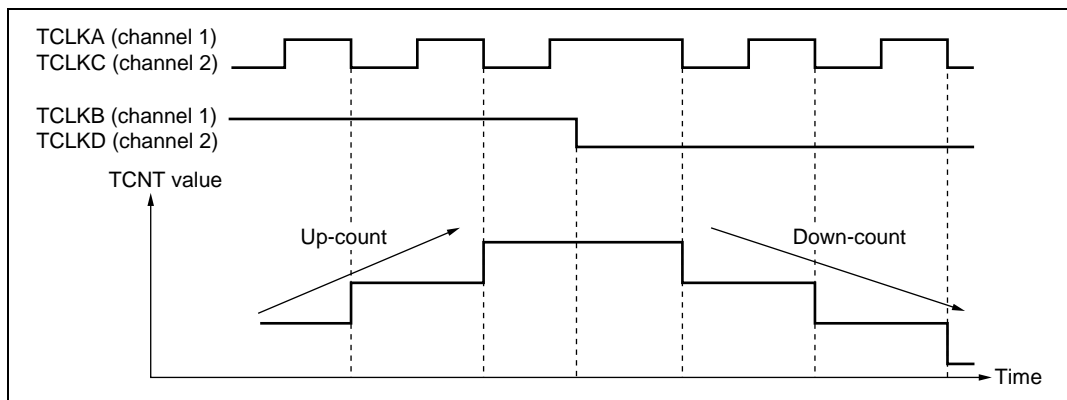 TCLKA (channel 1)
TCLKC (channel 2)
TCLKB (channel 1)
TCLKD (channel 2)
TCNT value
Up-count
Down-count
Time